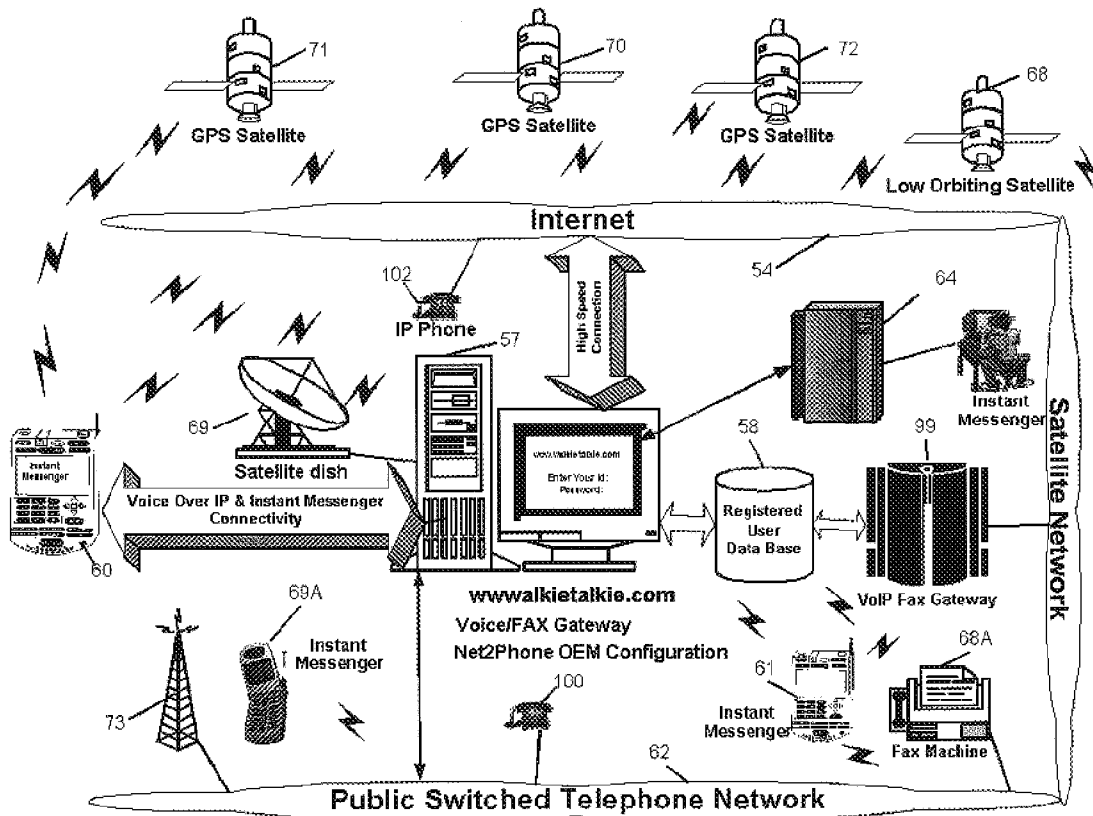 71
70
72
68
GPS Satellite
GPS Satellite
GPS Satellite
Low Orbiting Satellite
Internet
54
102
IP Phone
57
High Speed
Connection
64
Instant
Messenger
69
Satellite dish
Instant
Messenger
60
Voice Over IP & Instant Messenger
Connectivity
www.walkietalkie.com
Enter Your Id:
Password:
58
Registered
User
Data Base
99
VoIP Fax Gateway
Satellite Network
wwwalkietalkie.com
Voice/FAX Gateway
Net2Phone OEM Configuration
69A
Instant
Messenger
73
100
61
Instant
Messenger
68A
Fax Machine
62
Public Switched Telephone Network